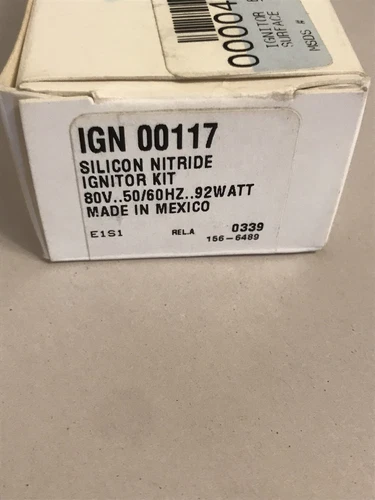 00004
IGNITOR
SURFACE
MSDS #
IGN 00117
SILICON NITRIDE
IGNITOR KIT
80V..50/60HZ..92WATT
MADE IN MEXICO
E1S1 REL.A 0339
166-6489